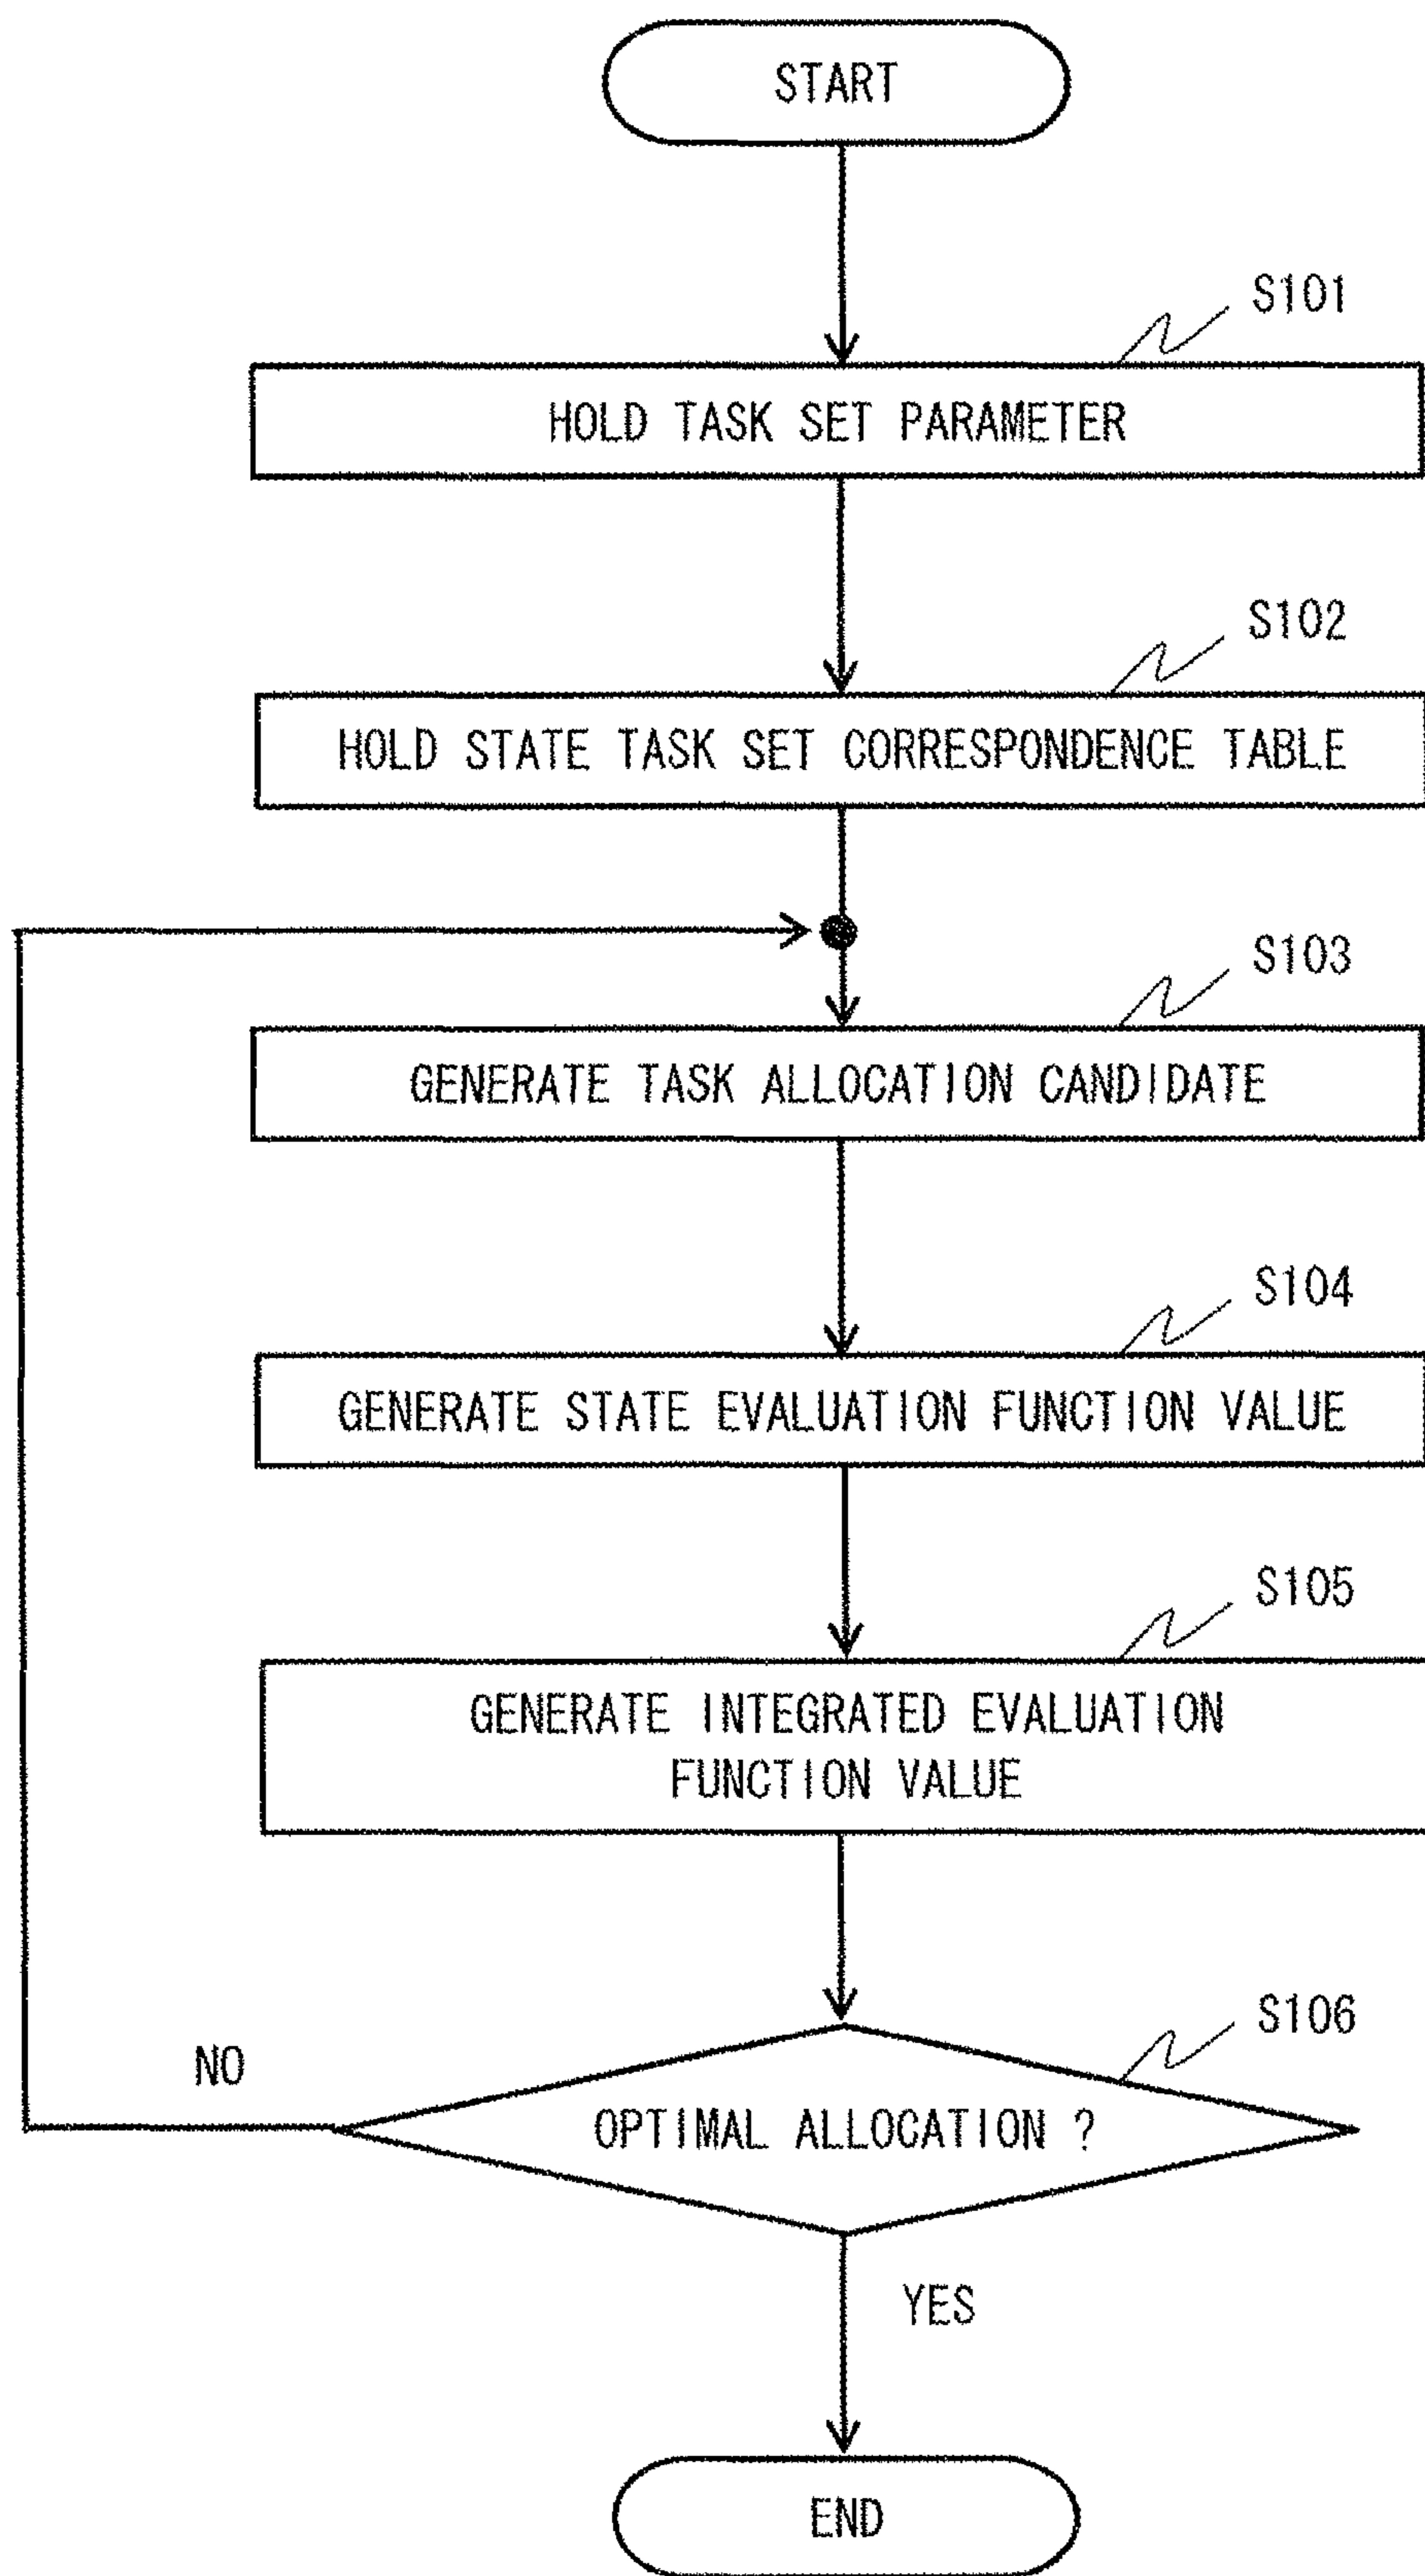 START
S101
HOLD TASK SET PARAMETER
S102
HOLD STATE TASK SET CORRESPONDENCE TABLE
S103
GENERATE TASK ALLOCATION CANDIDATE
S104
GENERATE STATE EVALUATION FUNCTION VALUE
S105
GENERATE INTEGRATED EVALUATION
FUNCTION VALUE
S106
NO
OPTIMAL ALLOCATION ?
YES
END